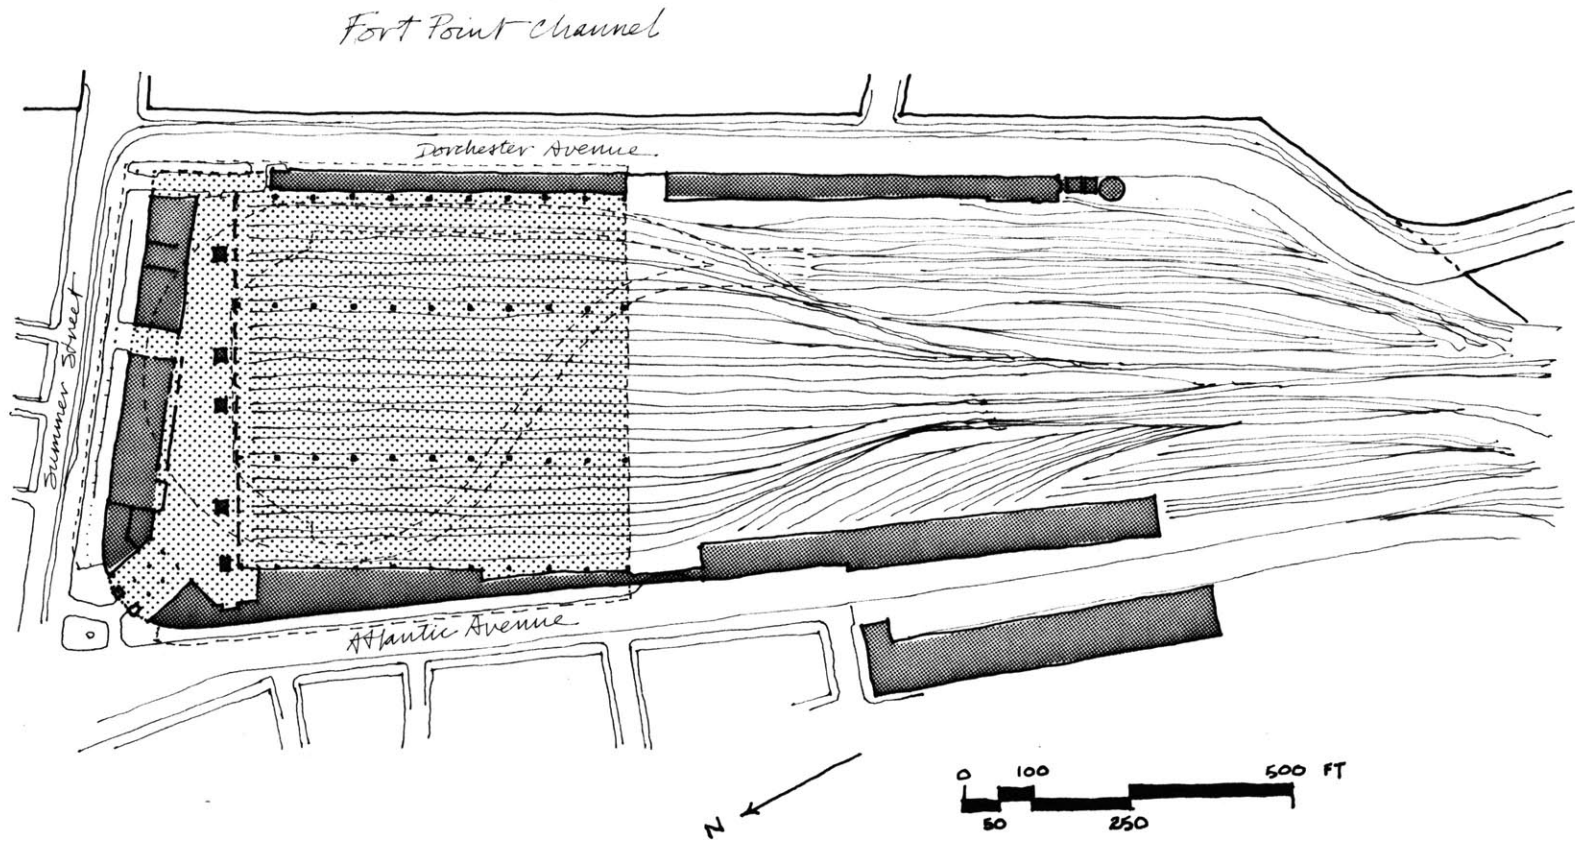 Fort Point Channel
Dorchester Avenue
Summer Street
Atlantic Avenue
N
0 100 500 FT
50 250